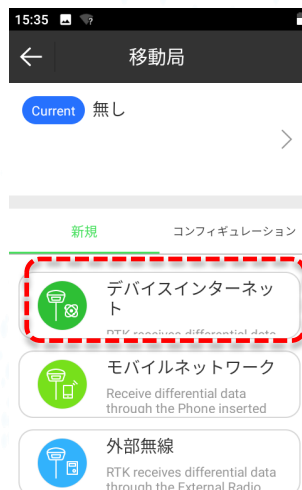 15:35
移動局
Current 無し
新規 コンフィギュレーション
デバイスインターネッ
ト
RTK receives differential data
モバイルネットワーク
Receive differential data
through the Phone inserted
外部無線
RTK receives differential data
through the External Radio